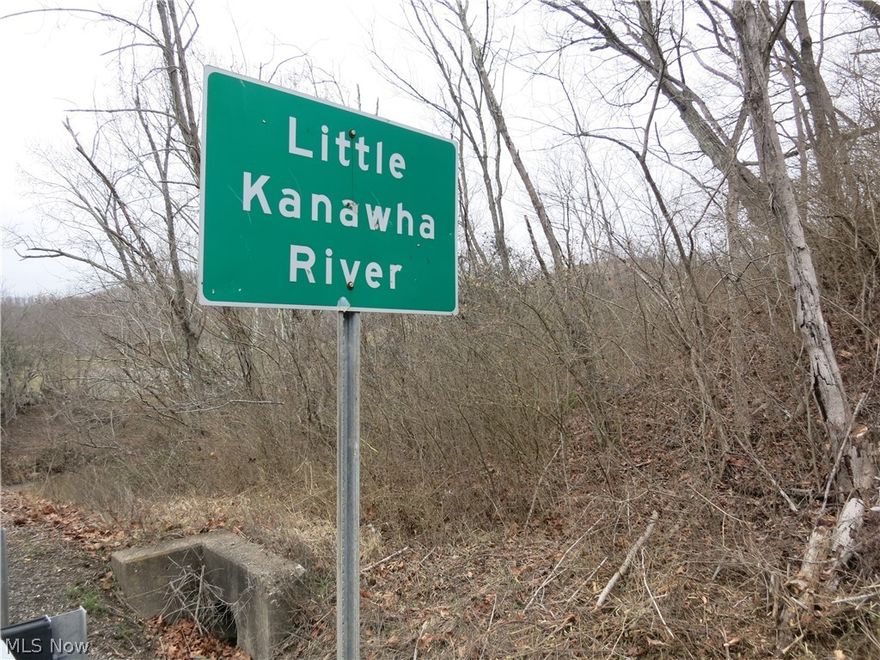 Little
Kanawha
River
MLS Now